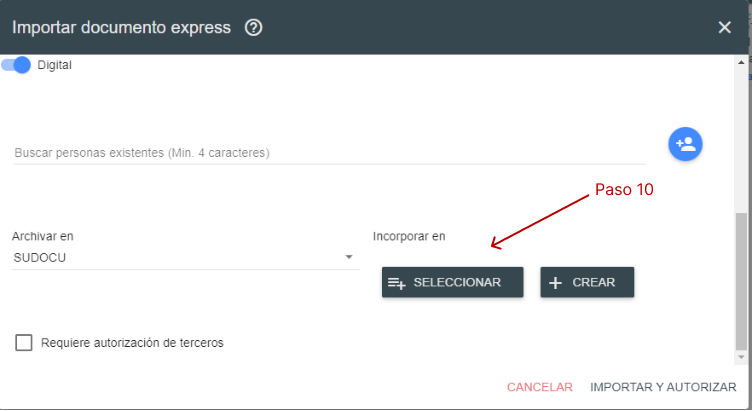 Importar documento express ?
Digital
Buscar personas existentes (Min. 4 caracteres)
Paso 10
Archivar en
Incorporar en
SUDOCU
SELECCIONAR
CREAR
Requiere autorización de terceros
CANCELAR
IMPORTAR Y AUTORIZAR